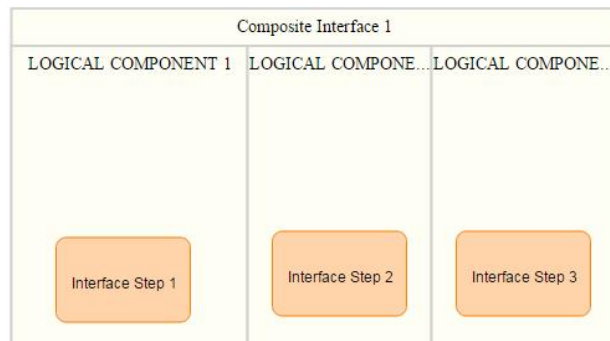 Composite Interface 1
LOGICAL COMPONENT 1
LOGICAL COMPONE...
LOGICAL COMPONE...
Interface Step 1
Interface Step 2
Interface Step 3